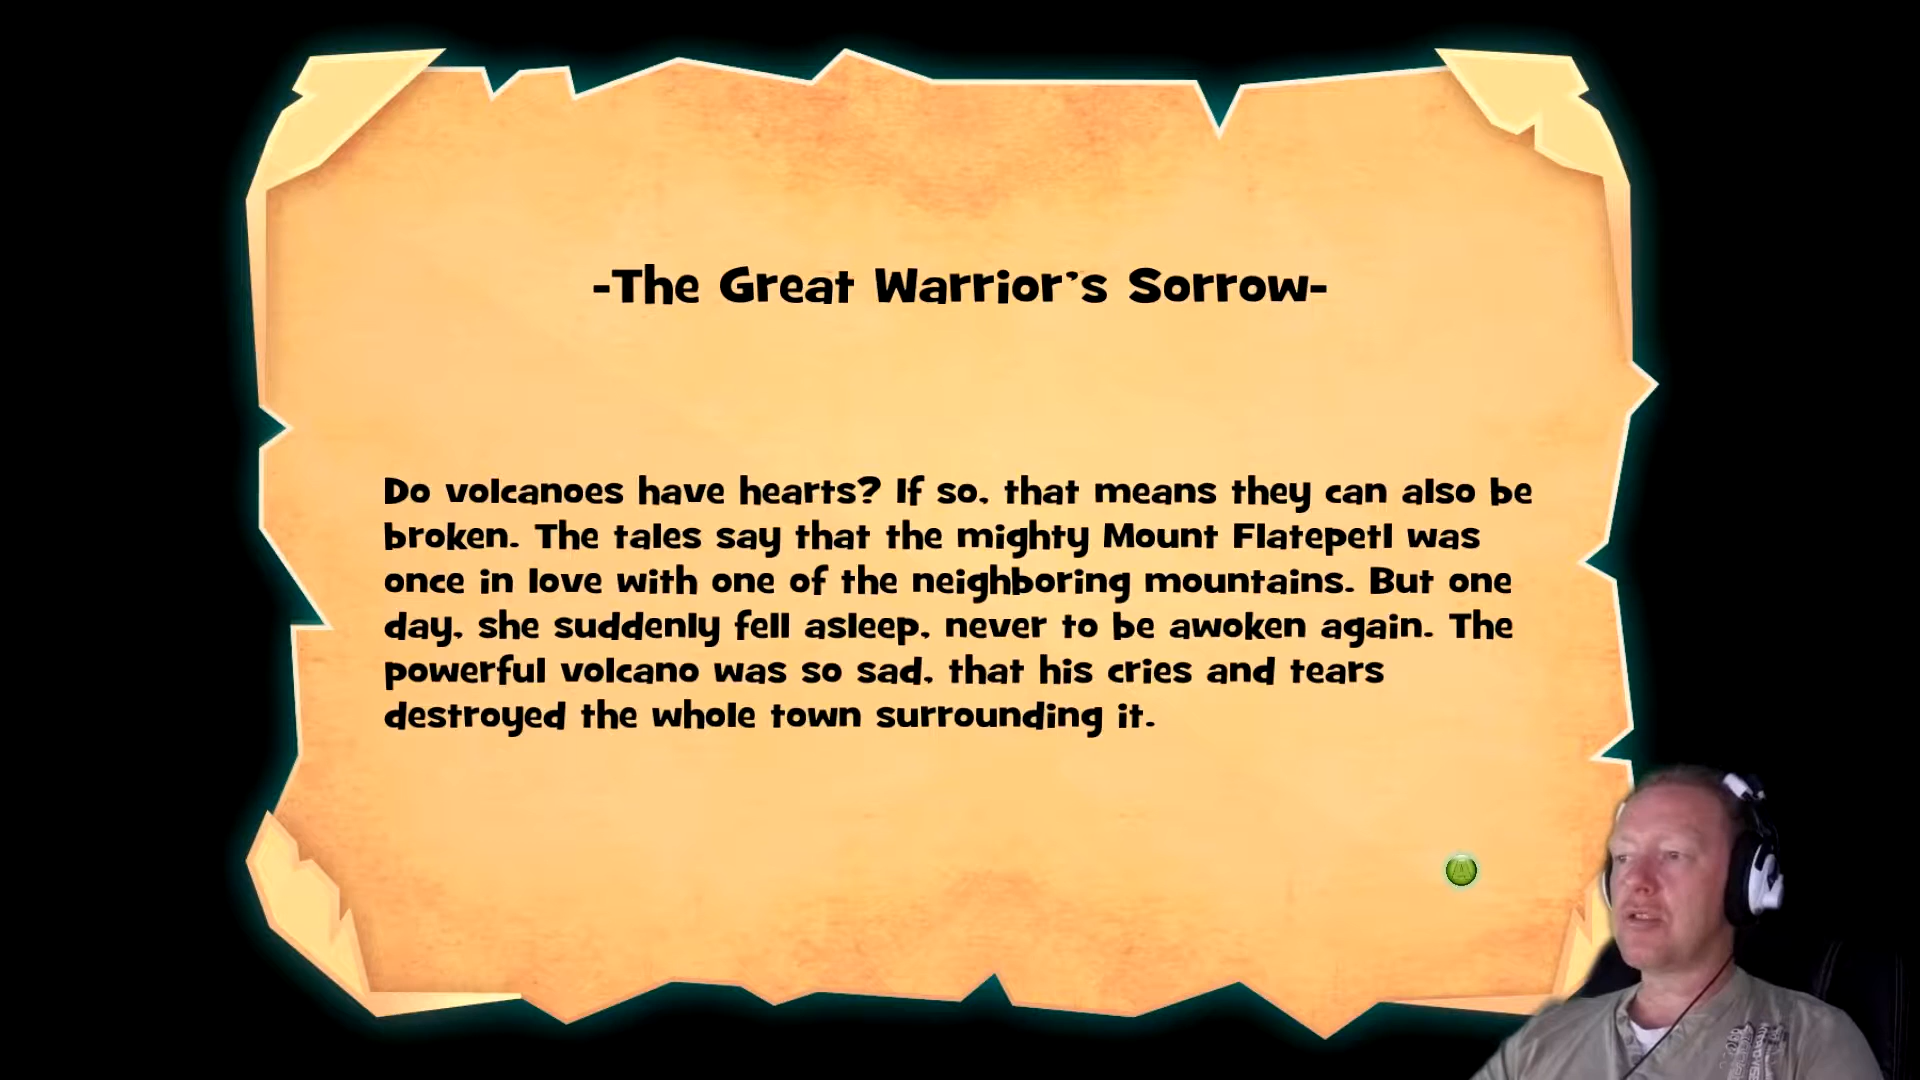 -The Great Warrior's Sorrow-
Do volcanoes have hearts? If so, that means they can also be
broken. The tales say that the mighty Mount Flatepetl was
once in love with one of the neighboring mountains. But one
day, she suddenly fell asleep, never to be awoken again. The
powerful volcano was so sad, that his cries and tears
destroyed the whole town surrounding it.
A